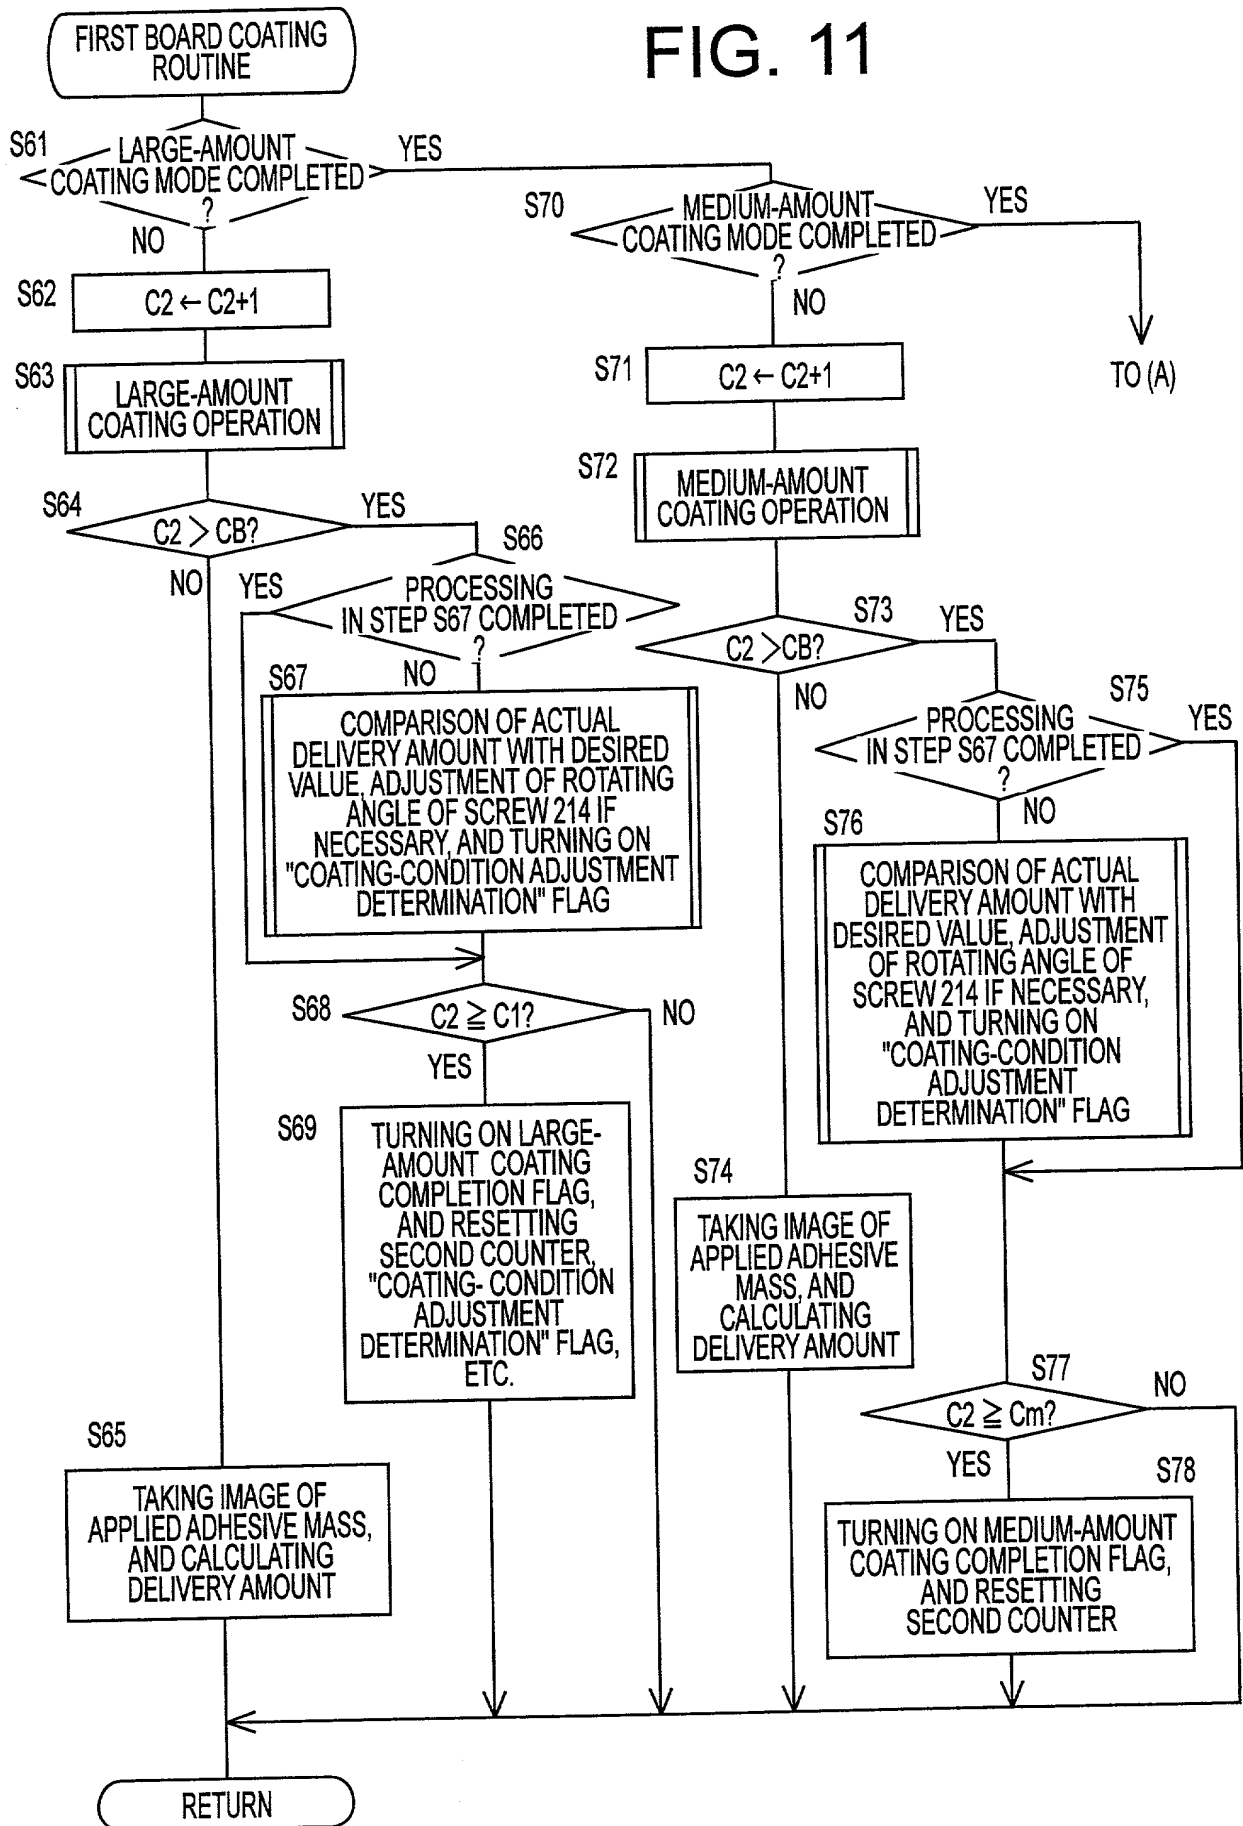 FIG. 11
FIRST BOARD COATING
ROUTINE
S61
LARGE-AMOUNT
COATING MODE COMPLETED
?
YES
NO
S62
C2 ← C2+1
S63
LARGE-AMOUNT
COATING OPERATION
S64
C2 > CB?
YES
NO
S66
PROCESSING
IN STEP S67 COMPLETED
?
YES
NO
S67
COMPARISON OF ACTUAL
DELIVERY AMOUNT WITH DESIRED
VALUE, ADJUSTMENT OF ROTATING
ANGLE OF SCREW 214 IF
NECESSARY, AND TURNING ON
"COATING-CONDITION ADJUSTMENT
DETERMINATION" FLAG
S68
C2 ≧ C1?
NO
YES
S69
TURNING ON LARGE-
AMOUNT COATING
COMPLETION FLAG,
AND RESETTING
SECOND COUNTER,
"COATING- CONDITION
ADJUSTMENT
DETERMINATION" FLAG,
ETC.
S65
TAKING IMAGE OF
APPLIED ADHESIVE MASS,
AND CALCULATING
DELIVERY AMOUNT
RETURN
S70
MEDIUM-AMOUNT
COATING MODE COMPLETED
?
YES
NO
TO (A)
S71
C2 ← C2+1
S72
MEDIUM-AMOUNT
COATING OPERATION
S73
C2 >CB?
YES
NO
S75
PROCESSING
IN STEP S67 COMPLETED
?
YES
NO
S76
COMPARISON OF ACTUAL
DELIVERY AMOUNT WITH
DESIRED VALUE, ADJUSTMENT
OF ROTATING ANGLE OF
SCREW 214 IF NECESSARY,
AND TURNING ON
"COATING-CONDITION
ADJUSTMENT
DETERMINATION" FLAG
S74
TAKING IMAGE OF
APPLIED ADHESIVE
MASS, AND
CALCULATING
DELIVERY AMOUNT
S77
C2 ≧ Cm?
NO
YES
S78
TURNING ON MEDIUM-AMOUNT
COATING COMPLETION FLAG,
AND RESETTING
SECOND COUNTER